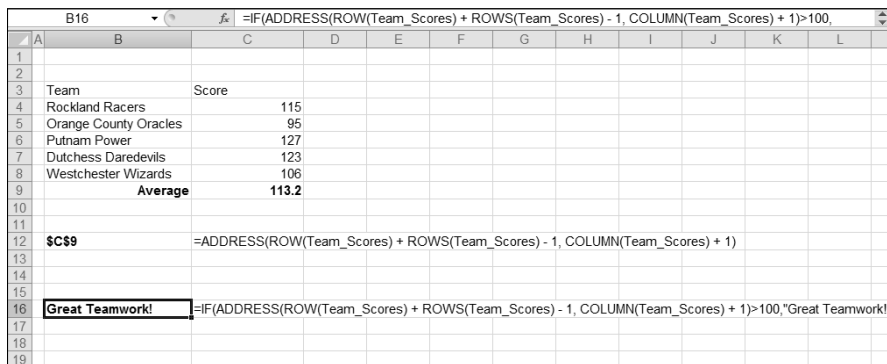 B16 fx =IF(ADDRESS(ROW(Team_Scores) + ROWS(Team_Scores) - 1, COLUMN(Team_Scores) + 1)>100,
A B C D E F G H I J K L
1
2
3 Team Score
4 Rockland Racers 115
5 Orange County Oracles 95
6 Putnam Power 127
7 Dutchess Daredevils 123
8 Westchester Wizards 106
9 Average 113.2
10
11
12 $C$9 =ADDRESS(ROW(Team_Scores) + ROWS(Team_Scores) - 1, COLUMN(Team_Scores) + 1)
13
14
15
16 Great Teamwork! =IF(ADDRESS(ROW(Team_Scores) + ROWS(Team_Scores) - 1, COLUMN(Team_Scores) + 1)>100,"Great Teamwork!
17
18
19